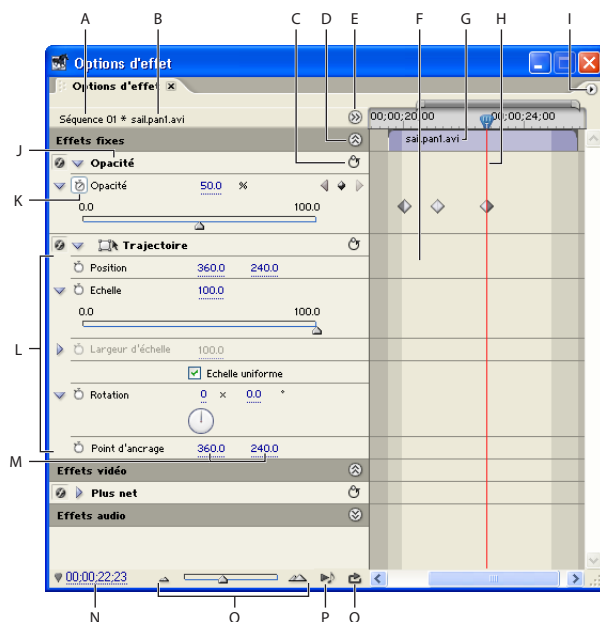 A B C D E F G H I
Options d'effet
Options d'effet x
Séquence 01 * sail.pan1.avi
00;00;20;00 00;00;24;00
Effets fixes
sail.pan1.avi
J
Opacité
K
Opacité 50.0 %
0.0 100.0
Trajectoire
Position 360.0 240.0
Echelle 100.0
0.0 100.0
L
Largeur d'échelle 100.0
Echelle uniforme
Rotation 0 x 0.0 °
Point d'ancrage 360.0 240.0
M
Effets vidéo
Plus net
Effets audio
00;00;22;23
N O P Q